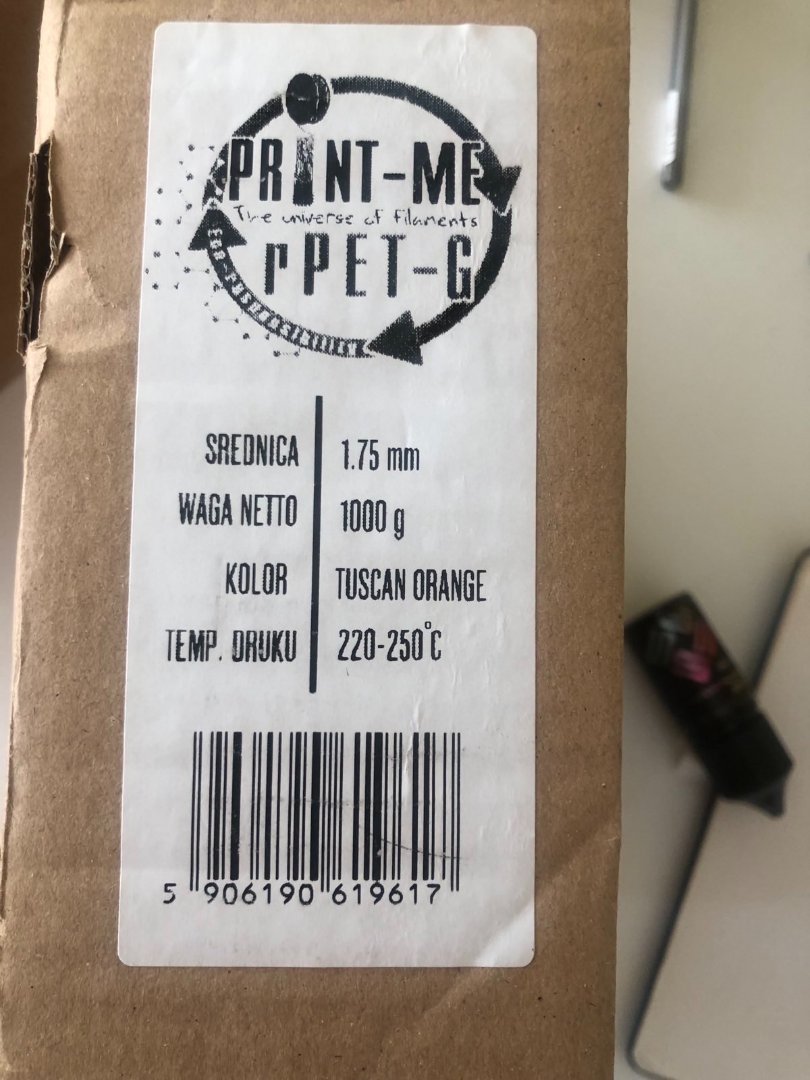 PRINT-ME
The universe of filaments
rPET-G
SREDNICA 1.75 mm
WAGA NETTO 1000 g
KOLOR TUSCAN ORANGE
TEMP. DRUKU 220-250°C
5 906190 619617